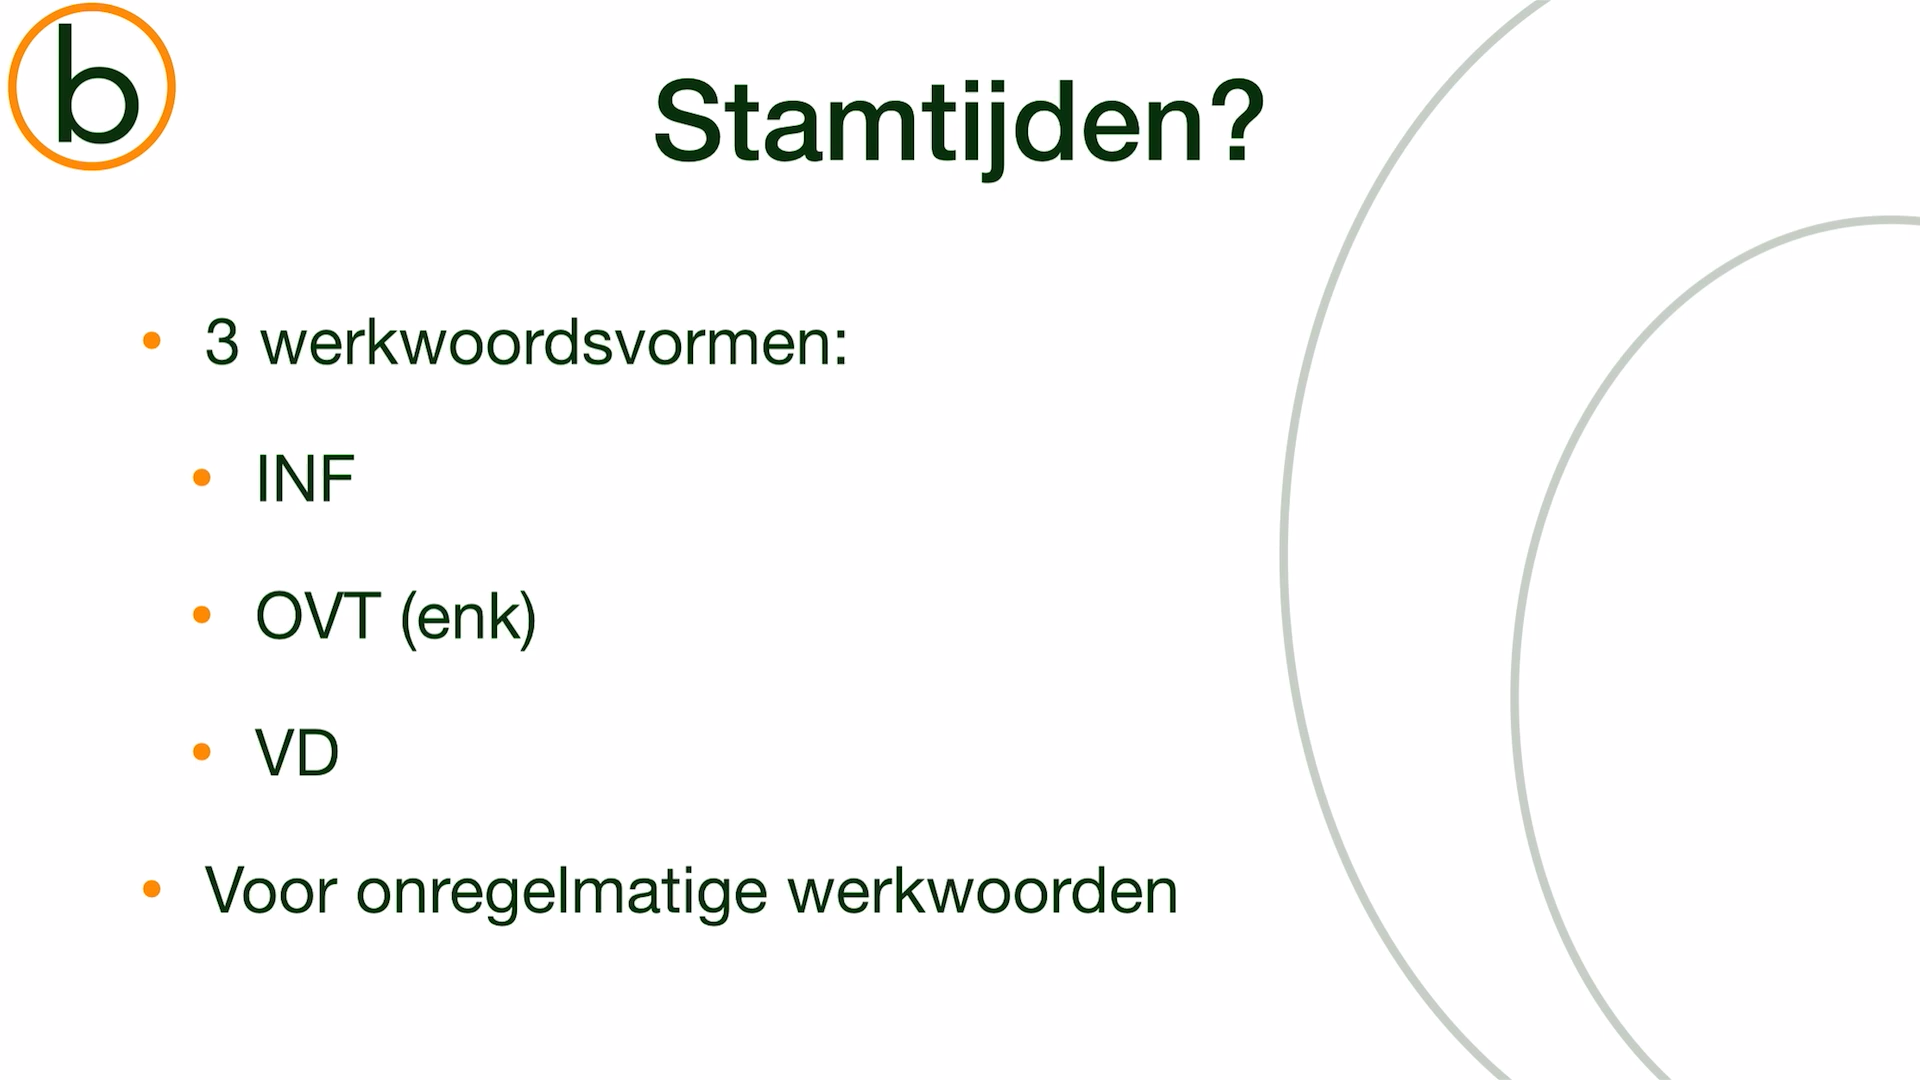 b
Stamtijden?
• 3 werkwoordsvormen:
• INF
• OVT (enk)
• VD
• Voor onregelmatige werkwoorden